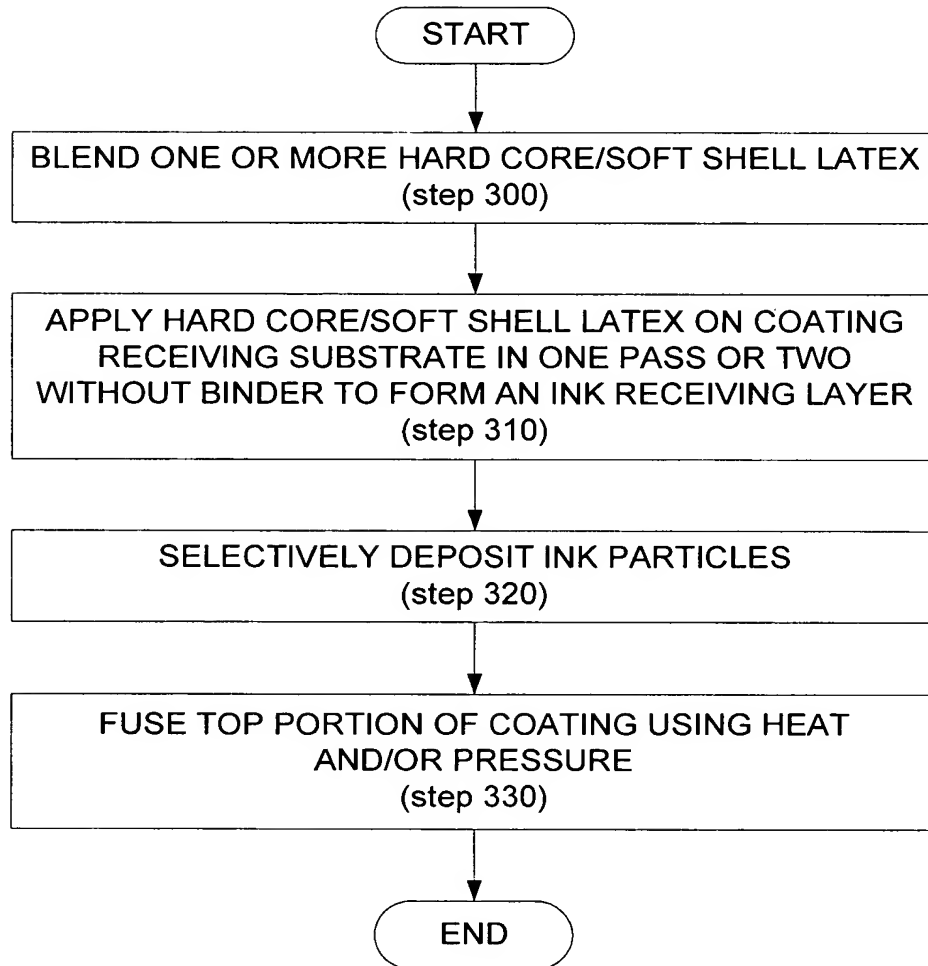 START
BLEND ONE OR MORE HARD CORE/SOFT SHELL LATEX
(step 300)
APPLY HARD CORE/SOFT SHELL LATEX ON COATING
RECEIVING SUBSTRATE IN ONE PASS OR TWO
WITHOUT BINDER TO FORM AN INK RECEIVING LAYER
(step 310)
SELECTIVELY DEPOSIT INK PARTICLES
(step 320)
FUSE TOP PORTION OF COATING USING HEAT
AND/OR PRESSURE
(step 330)
END